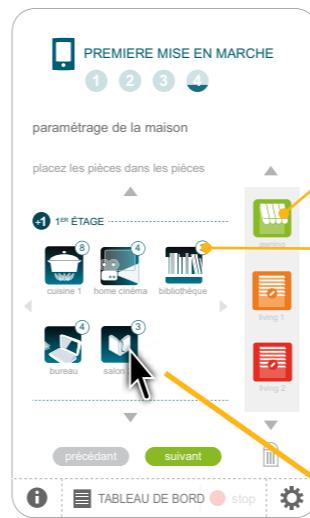 PREMIERE MISE EN MARCHE
1 2 3 4
paramétrage de la maison
placez les pièces dans les pièces
+1 1ER ÉTAGE
8 4
cuisine 1 home cinéma bibliothèque
awning
living 1
4 3
bureau salon
living 2
précédant suivant
TABLEAU DE BORD stop